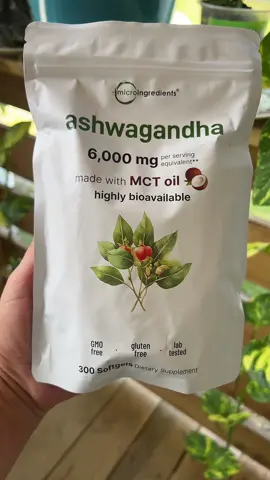 microingredients®
ashwagandha
6,000 mg per serving
equivalent**
made with MCT oil
highly bioavailable
GMO free · gluten free · lab tested
300 Softgels Dietary Supplement